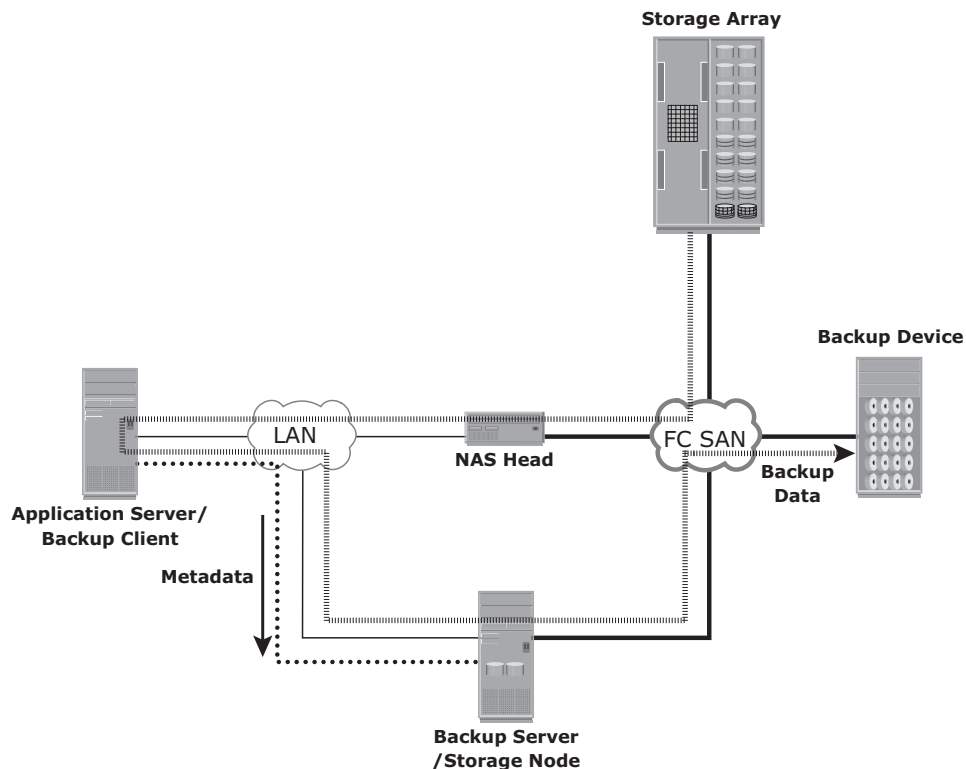 Storage Array
Backup Device
LAN
FC SAN
NAS Head
Backup
Data
Application Server/
Backup Client
Metadata
Backup Server
/Storage Node